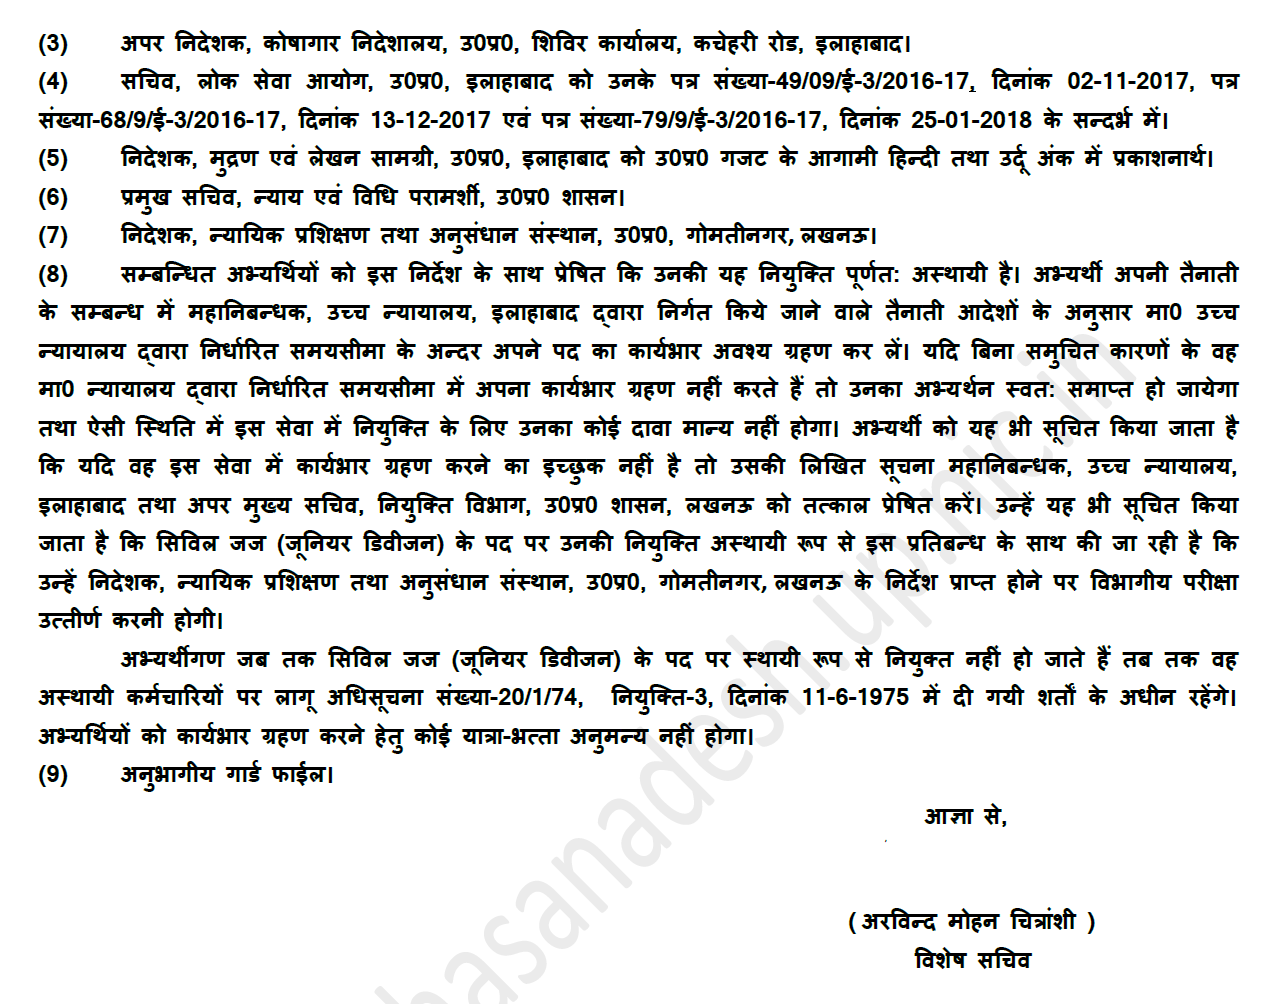 (3) अपर निदेशक, कोषागार निदेशालय, उ0प्र0, शिविर कार्यालय, कचेहरी रोड, इलाहाबाद।
(4) सचिव, लोक सेवा आयोग, उ0प्र0, इलाहाबाद को उनके पत्र संख्या-49/09/ई-3/2016-17, दिनांक 02-11-2017, पत्र
संख्या-68/9/ई-3/2016-17, दिनांक 13-12-2017 एवं पत्र संख्या-79/9/ई-3/2016-17, दिनांक 25-01-2018 के सन्दर्भ में।
(5) निदेशक, मुद्रण एवं लेखन सामग्री, उ0प्र0, इलाहाबाद को उ0प्र0 गजट के आगामी हिन्दी तथा उर्दू अंक में प्रकाशनार्थ।
(6) प्रमुख सचिव, न्याय एवं विधि परामर्शी, उ0प्र0 शासन।
(7) निदेशक, न्यायिक प्रशिक्षण तथा अनुसंधान संस्थान, उ0प्र0, गोमतीनगर, लखनऊ।
(8) सम्बन्धित अभ्यर्थियों को इस निर्देश के साथ प्रेषित कि उनकी यह नियुक्ति पूर्णत: अस्थायी है। अभ्यर्थी अपनी तैनाती
के सम्बन्ध में महानिबन्धक, उच्च न्यायालय, इलाहाबाद द्वारा निर्गत किये जाने वाले तैनाती आदेशों के अनुसार मा0 उच्च
न्यायालय द्वारा निर्धारित समयसीमा के अन्दर अपने पद का कार्यभार अवश्य ग्रहण कर लें। यदि बिना समुचित कारणों के वह
मा0 न्यायालय द्वारा निर्धारित समयसीमा में अपना कार्यभार ग्रहण नहीं करते हैं तो उनका अभ्यर्थन स्वत: समाप्त हो जायेगा
तथा ऐसी स्थिति में इस सेवा में नियुक्ति के लिए उनका कोई दावा मान्य नहीं होगा। अभ्यर्थी को यह भी सूचित किया जाता है
कि यदि वह इस सेवा में कार्यभार ग्रहण करने का इच्छुक नहीं है तो उसकी लिखित सूचना महानिबन्धक, उच्च न्यायालय,
इलाहाबाद तथा अपर मुख्य सचिव, नियुक्ति विभाग, उ0प्र0 शासन, लखनऊ को तत्काल प्रेषित करें। उन्हें यह भी सूचित किया
जाता है कि सिविल जज (जूनियर डिवीजन) के पद पर उनकी नियुक्ति अस्थायी रूप से इस प्रतिबन्ध के साथ की जा रही है कि
उन्हें निदेशक, न्यायिक प्रशिक्षण तथा अनुसंधान संस्थान, उ0प्र0, गोमतीनगर, लखनऊ के निर्देश प्राप्त होने पर विभागीय परीक्षा
उत्तीर्ण करनी होगी।
अभ्यर्थीगण जब तक सिविल जज (जूनियर डिवीजन) के पद पर स्थायी रूप से नियुक्त नहीं हो जाते हैं तब तक वह
अस्थायी कर्मचारियों पर लागू अधिसूचना संख्या-20/1/74, नियुक्ति-3, दिनांक 11-6-1975 में दी गयी शर्तों के अधीन रहेंगे।
अभ्यर्थियों को कार्यभार ग्रहण करने हेतु कोई यात्रा-भत्ता अनुमन्य नहीं होगा।
(9) अनुभागीय गार्ड फाईल।
आज्ञा से,
( अरविन्द मोहन चित्रांशी )
विशेष सचिव
hasanadesh.up.nic.in